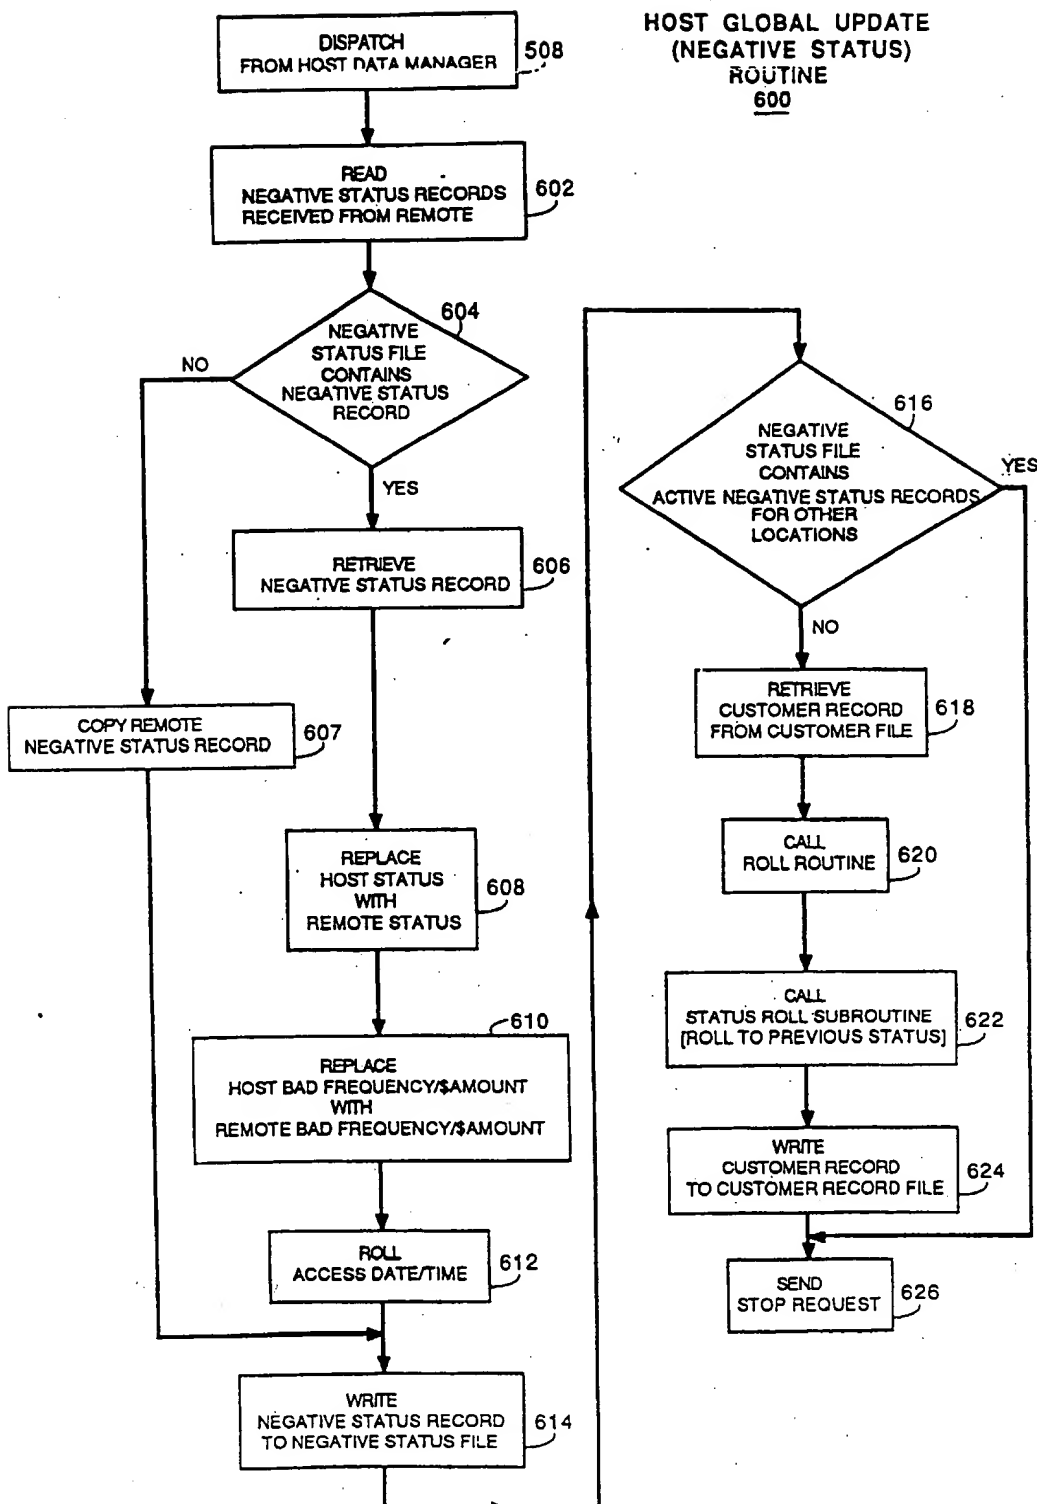 HOST GLOBAL UPDATE
(NEGATIVE STATUS)
ROUTINE
600
DISPATCH
FROM HOST DATA MANAGER
508
READ
NEGATIVE STATUS RECORDS
RECEIVED FROM REMOTE
602
604
NEGATIVE
STATUS FILE
CONTAINS
NEGATIVE STATUS
RECORD
NO
YES
RETRIEVE
NEGATIVE STATUS RECORD
606
COPY REMOTE
NEGATIVE STATUS RECORD
607
REPLACE
HOST STATUS
WITH
REMOTE STATUS
608
610
REPLACE
HOST BAD FREQUENCY/$AMOUNT
WITH
REMOTE BAD FREQUENCY/$AMOUNT
ROLL
ACCESS DATE/TIME
612
WRITE
NEGATIVE STATUS RECORD
TO NEGATIVE STATUS FILE
614
616
NEGATIVE
STATUS FILE
CONTAINS
ACTIVE NEGATIVE STATUS RECORDS
FOR OTHER
LOCATIONS
YES
NO
RETRIEVE
CUSTOMER RECORD
FROM CUSTOMER FILE
618
CALL
ROLL ROUTINE
620
CALL
STATUS ROLL SUBROUTINE
[ROLL TO PREVIOUS STATUS]
622
WRITE
CUSTOMER RECORD
TO CUSTOMER RECORD FILE
624
SEND
STOP REQUEST
626